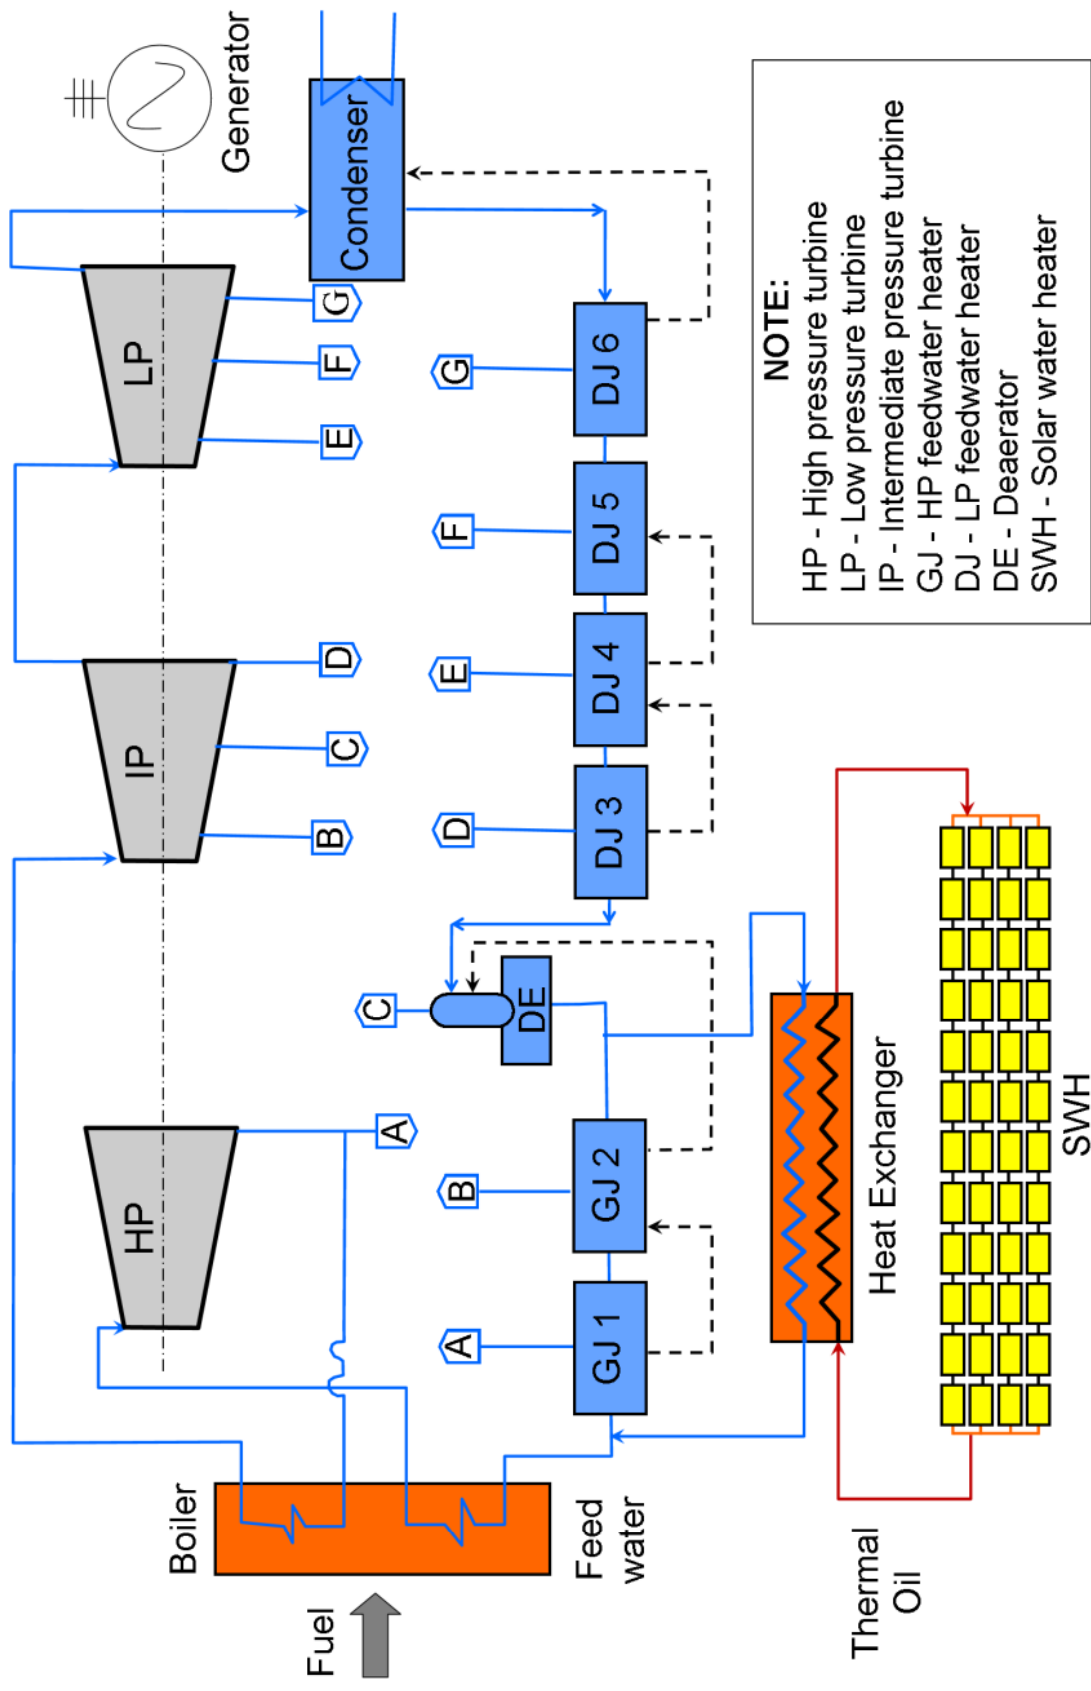 Fuel
Boiler
Feed
water
HP
IP
LP
Generator
A
B
C
D
E
F
G
Condenser
A
B
C
D
E
F
G
GJ 1
GJ 2
DE
DJ 3
DJ 4
DJ 5
DJ 6
Thermal
Oil
Heat Exchanger
SWH
NOTE:
HP - High pressure turbine
LP - Low pressure turbine
IP - Intermediate pressure turbine
GJ - HP feedwater heater
DJ - LP feedwater heater
DE - Deaerator
SWH - Solar water heater